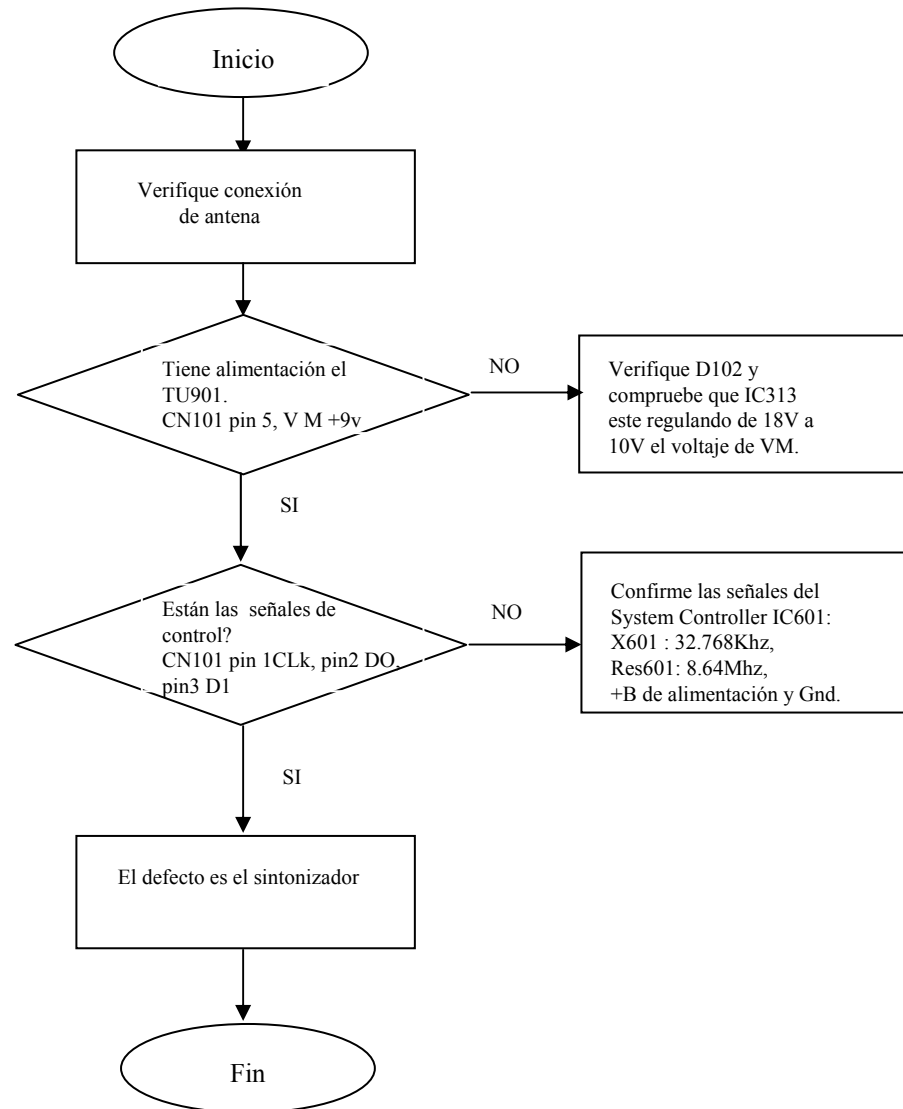 Inicio
Verifique conexión
de antena
Tiene alimentación el
TU901.
CN101 pin 5, V M +9v
NO
Verifique D102 y
compruebe que IC313
este regulando de 18V a
10V el voltaje de VM.
SI
Están las señales de
control?
CN101 pin 1CLk, pin2 DO,
pin3 D1
NO
Confirme las señales del
System Controller IC601:
X601 : 32.768Khz,
Res601: 8.64Mhz,
+B de alimentación y Gnd.
SI
El defecto es el sintonizador
Fin